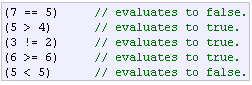 (7 == 5)     // evaluates to false.
(5 > 4)      // evaluates to true.
(3 != 2)     // evaluates to true.
(6 >= 6)     // evaluates to true.
(5 < 5)      // evaluates to false.